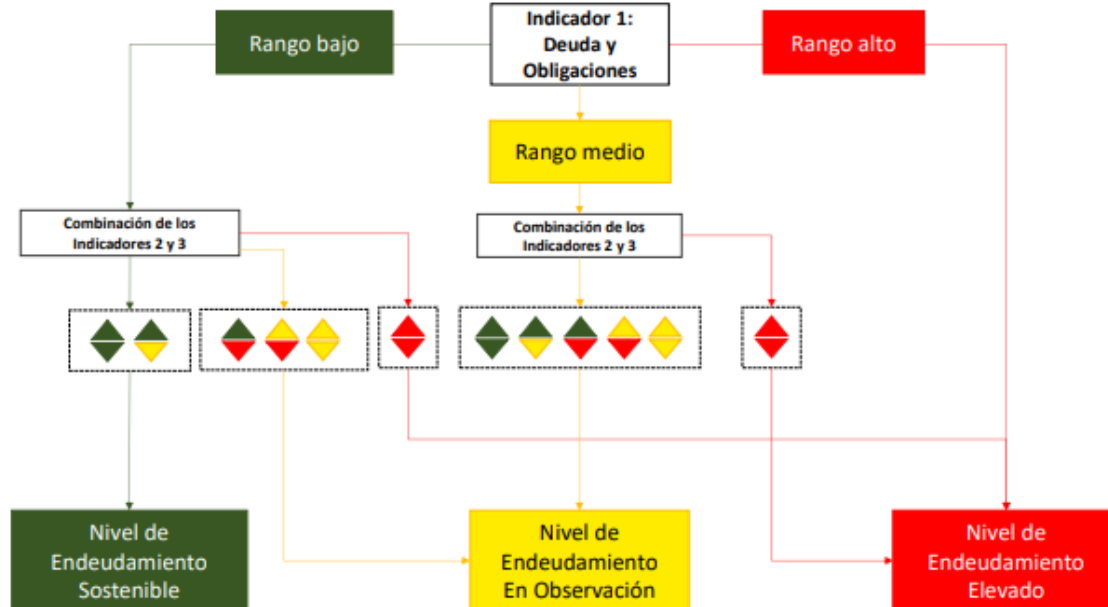 Rango bajo
Indicador 1:
Deuda y
Obligaciones
Rango alto
Rango medio
Combinación de los
Indicadores 2 y 3
Combinación de los
Indicadores 2 y 3
Nivel de
Endeudamiento
Sostenible
Nivel de
Endeudamiento
En Observación
Nivel de
Endeudamiento
Elevado